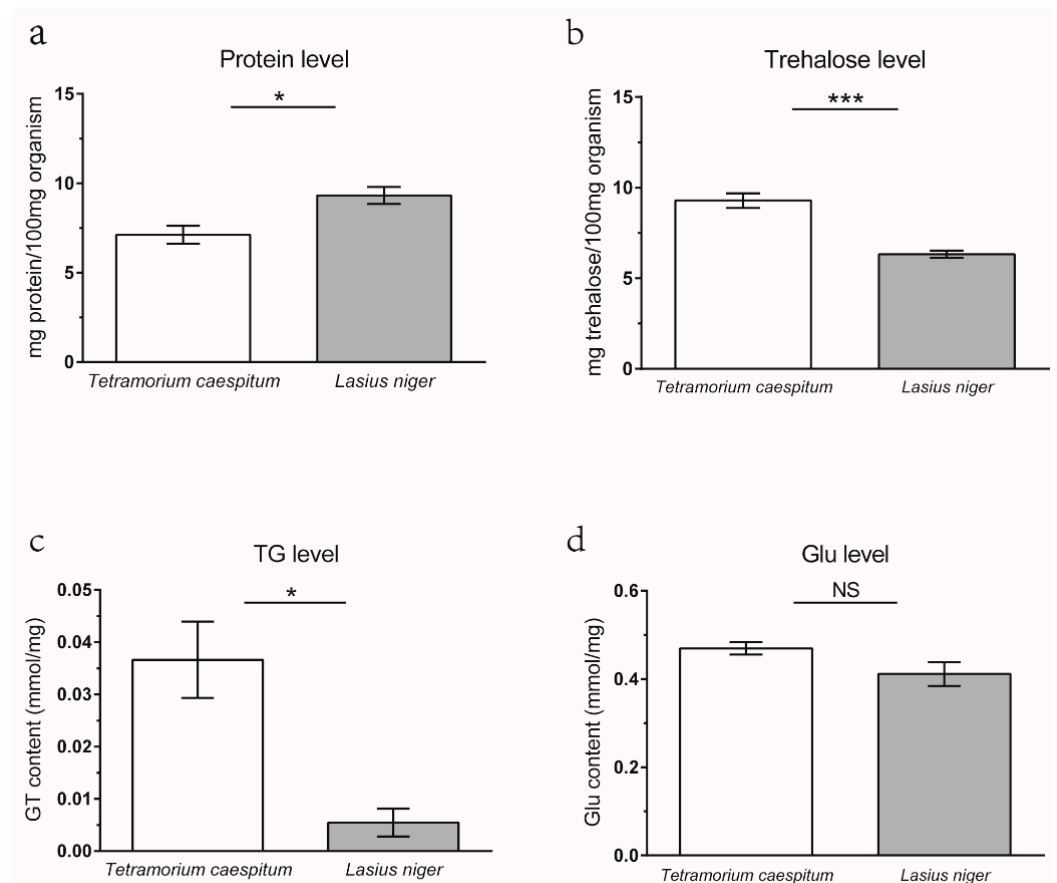 a
Protein level
*
15
10
5
0
mg protein/100mg organism
Tetramorium caespitum
Lasius niger
b
Trehalose level
***
15
10
5
0
mg trehalose/100mg organism
Tetramorium caespitum
Lasius niger
c
TG level
*
0.05
0.04
0.03
0.02
0.01
0.00
GT content (mmol/mg)
Tetramorium caespitum
Lasius niger
d
Glu level
NS
0.6
0.4
0.2
0.0
Glu content (mmol/mg)
Tetramorium caespitum
Lasius niger